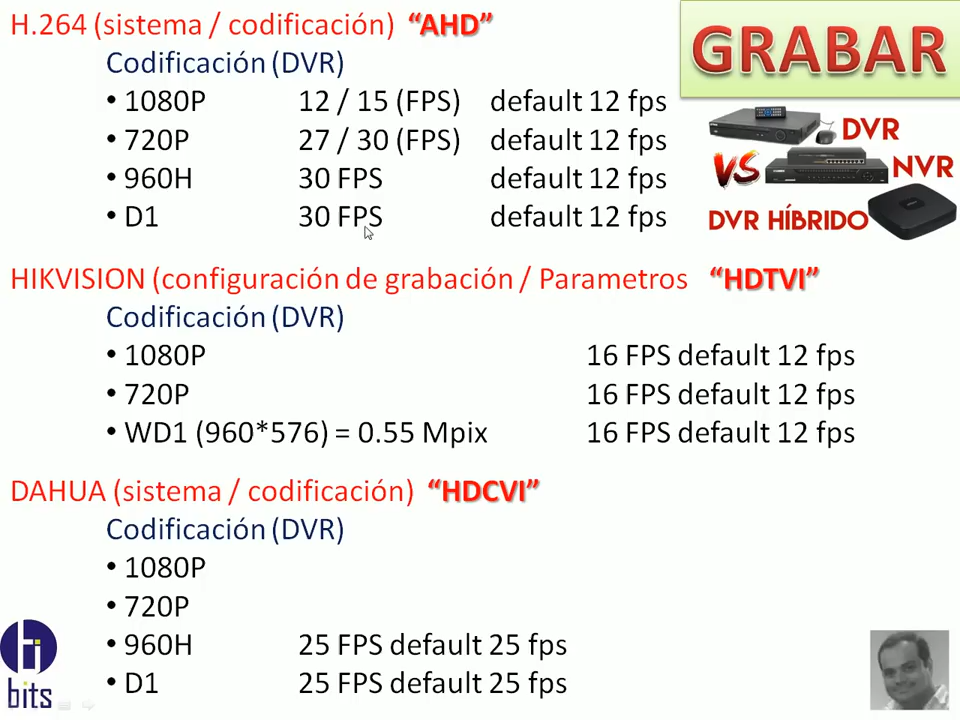 H.264 (sistema / codificación) “AHD”
GRABAR
Codificación (DVR)
• 1080P 12 / 15 (FPS) default 12 fps
• 720P 27 / 30 (FPS) default 12 fps
• 960H 30 FPS default 12 fps
• D1 30 FPS default 12 fps
DVR
VS
NVR
DVR HÍBRIDO
HIKVISION (configuración de grabación / Parametros “HDTVI”
Codificación (DVR)
• 1080P 16 FPS default 12 fps
• 720P 16 FPS default 12 fps
• WD1 (960*576) = 0.55 Mpix 16 FPS default 12 fps
DAHUA (sistema / codificación) “HDCVI”
Codificación (DVR)
• 1080P
• 720P
• 960H 25 FPS default 25 fps
• D1 25 FPS default 25 fps
hi
bits